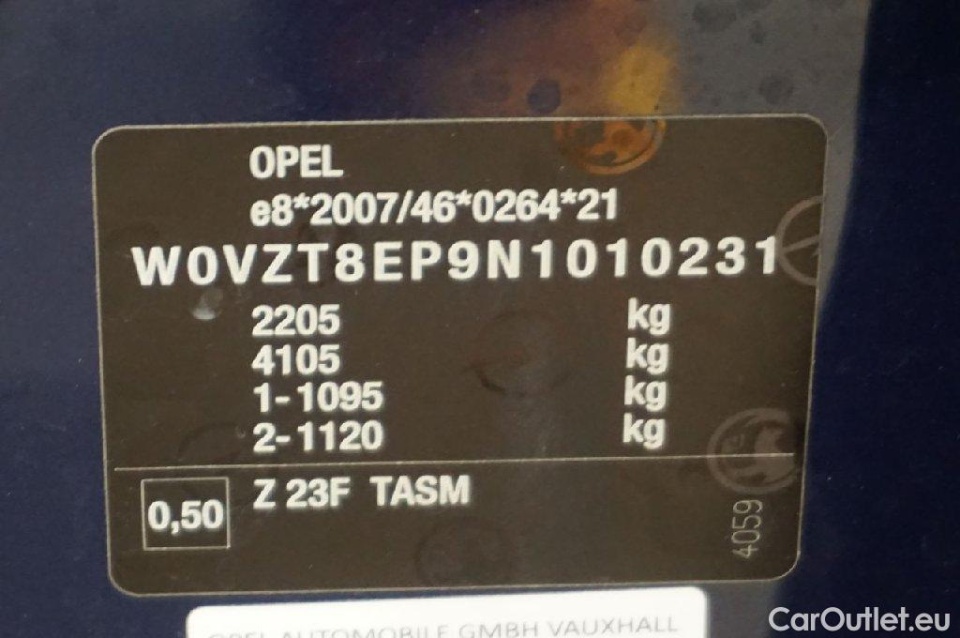 OPEL
e8*2007/46*0264*21
W0VZT8EP9N1010231
2205 kg
4105 kg
1-1095 kg
2-1120 kg
0,50 Z 23F TASM
4059
OPEL AUTOMOBILE GMBH VAUXHALL
CarOutlet.eu